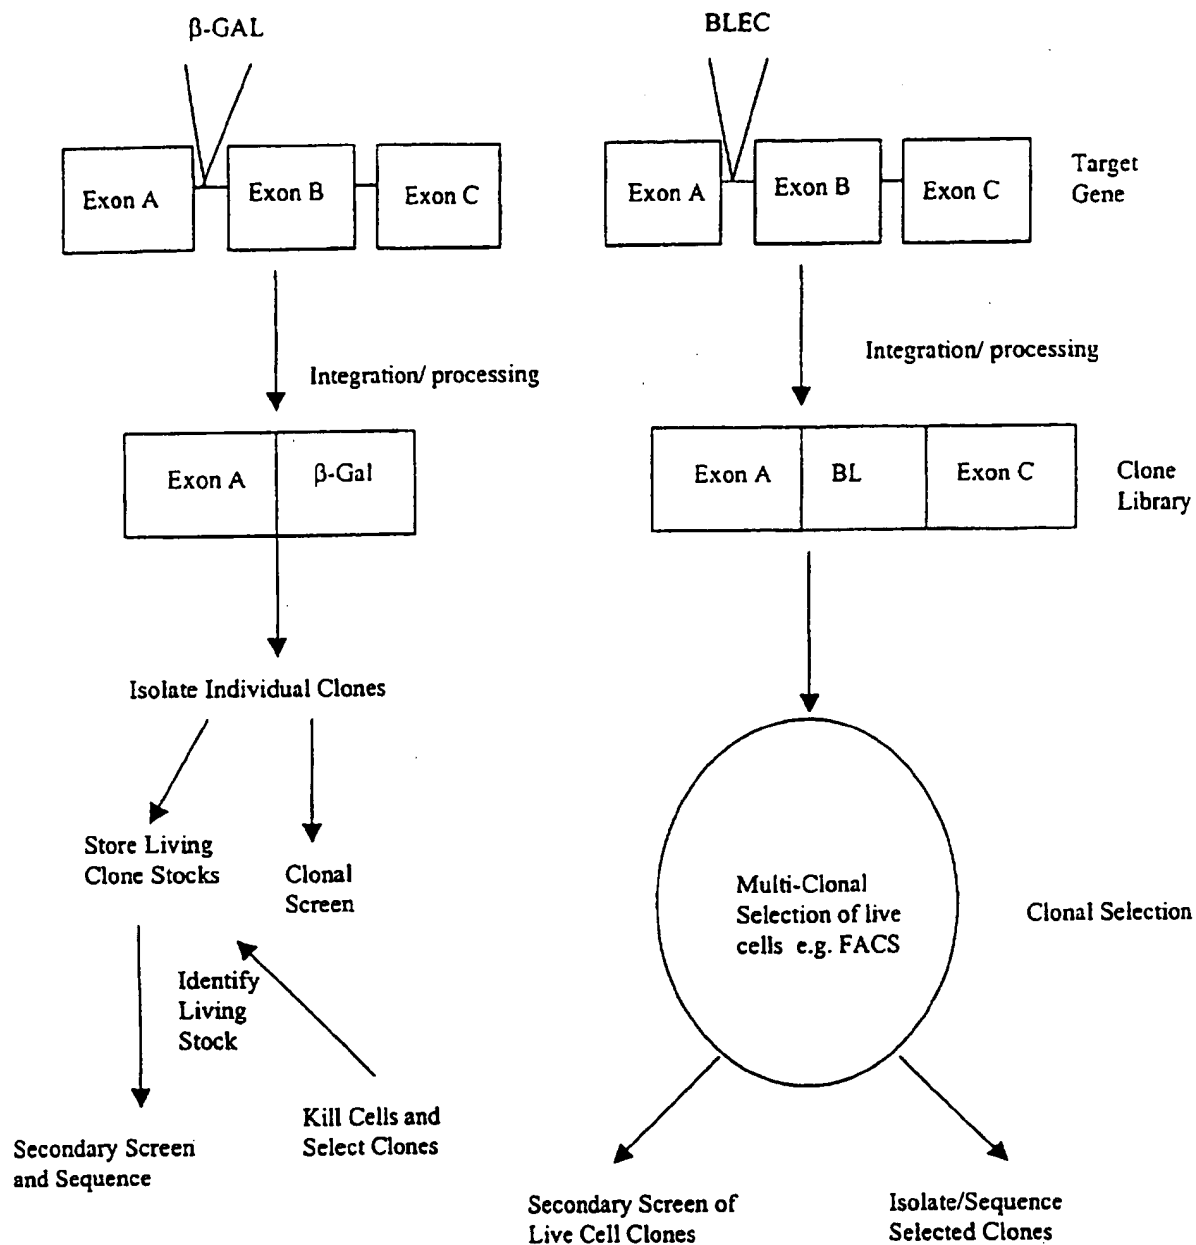 β-GAL
Exon A
Exon B
Exon C
Integration/ processing
Exon A
β-Gal
Isolate Individual Clones
Store Living
Clone Stocks
Clonal
Screen
Identify
Living
Stock
Kill Cells and
Select Clones
Secondary Screen
and Sequence
BLEC
Exon A
Exon B
Exon C
Target
Gene
Integration/ processing
Exon A
BL
Exon C
Clone
Library
Multi-Clonal
Selection of live
cells e.g. FACS
Clonal Selection
Secondary Screen of
Live Cell Clones
Isolate/Sequence
Selected Clones